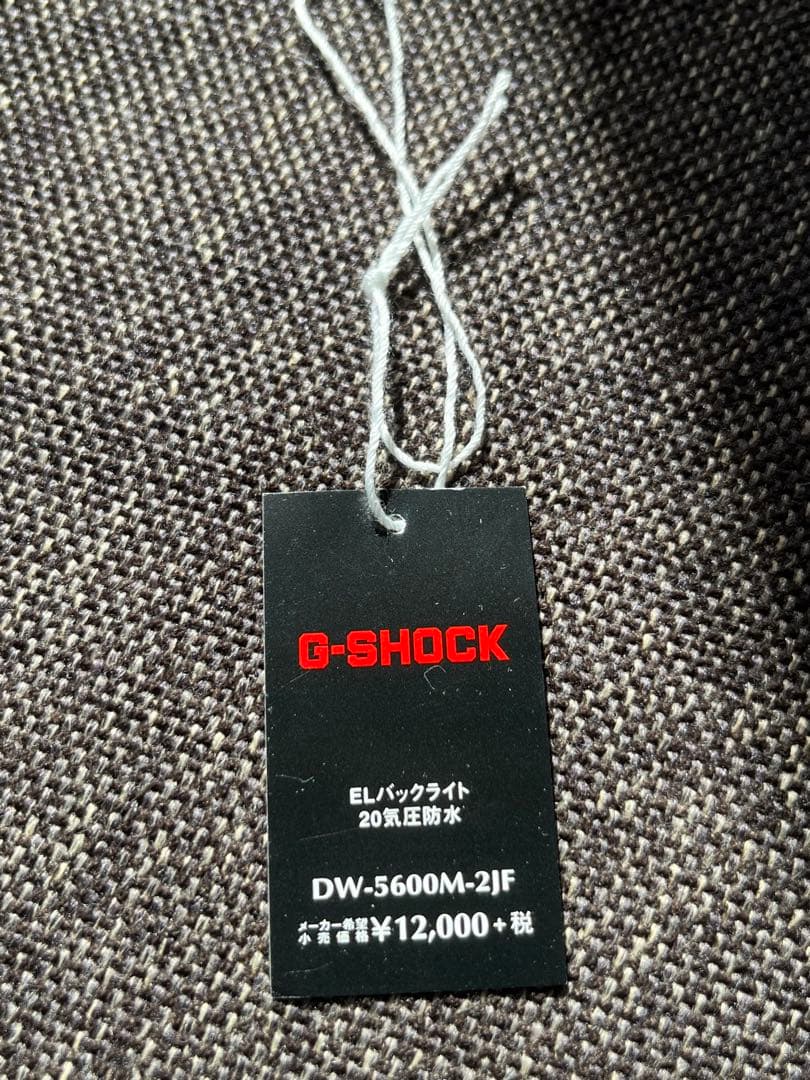 G-SHOCK
ELバックライト
20気圧防水
DW-5600M-2JF
メーカー希望小売価格¥12,000+税